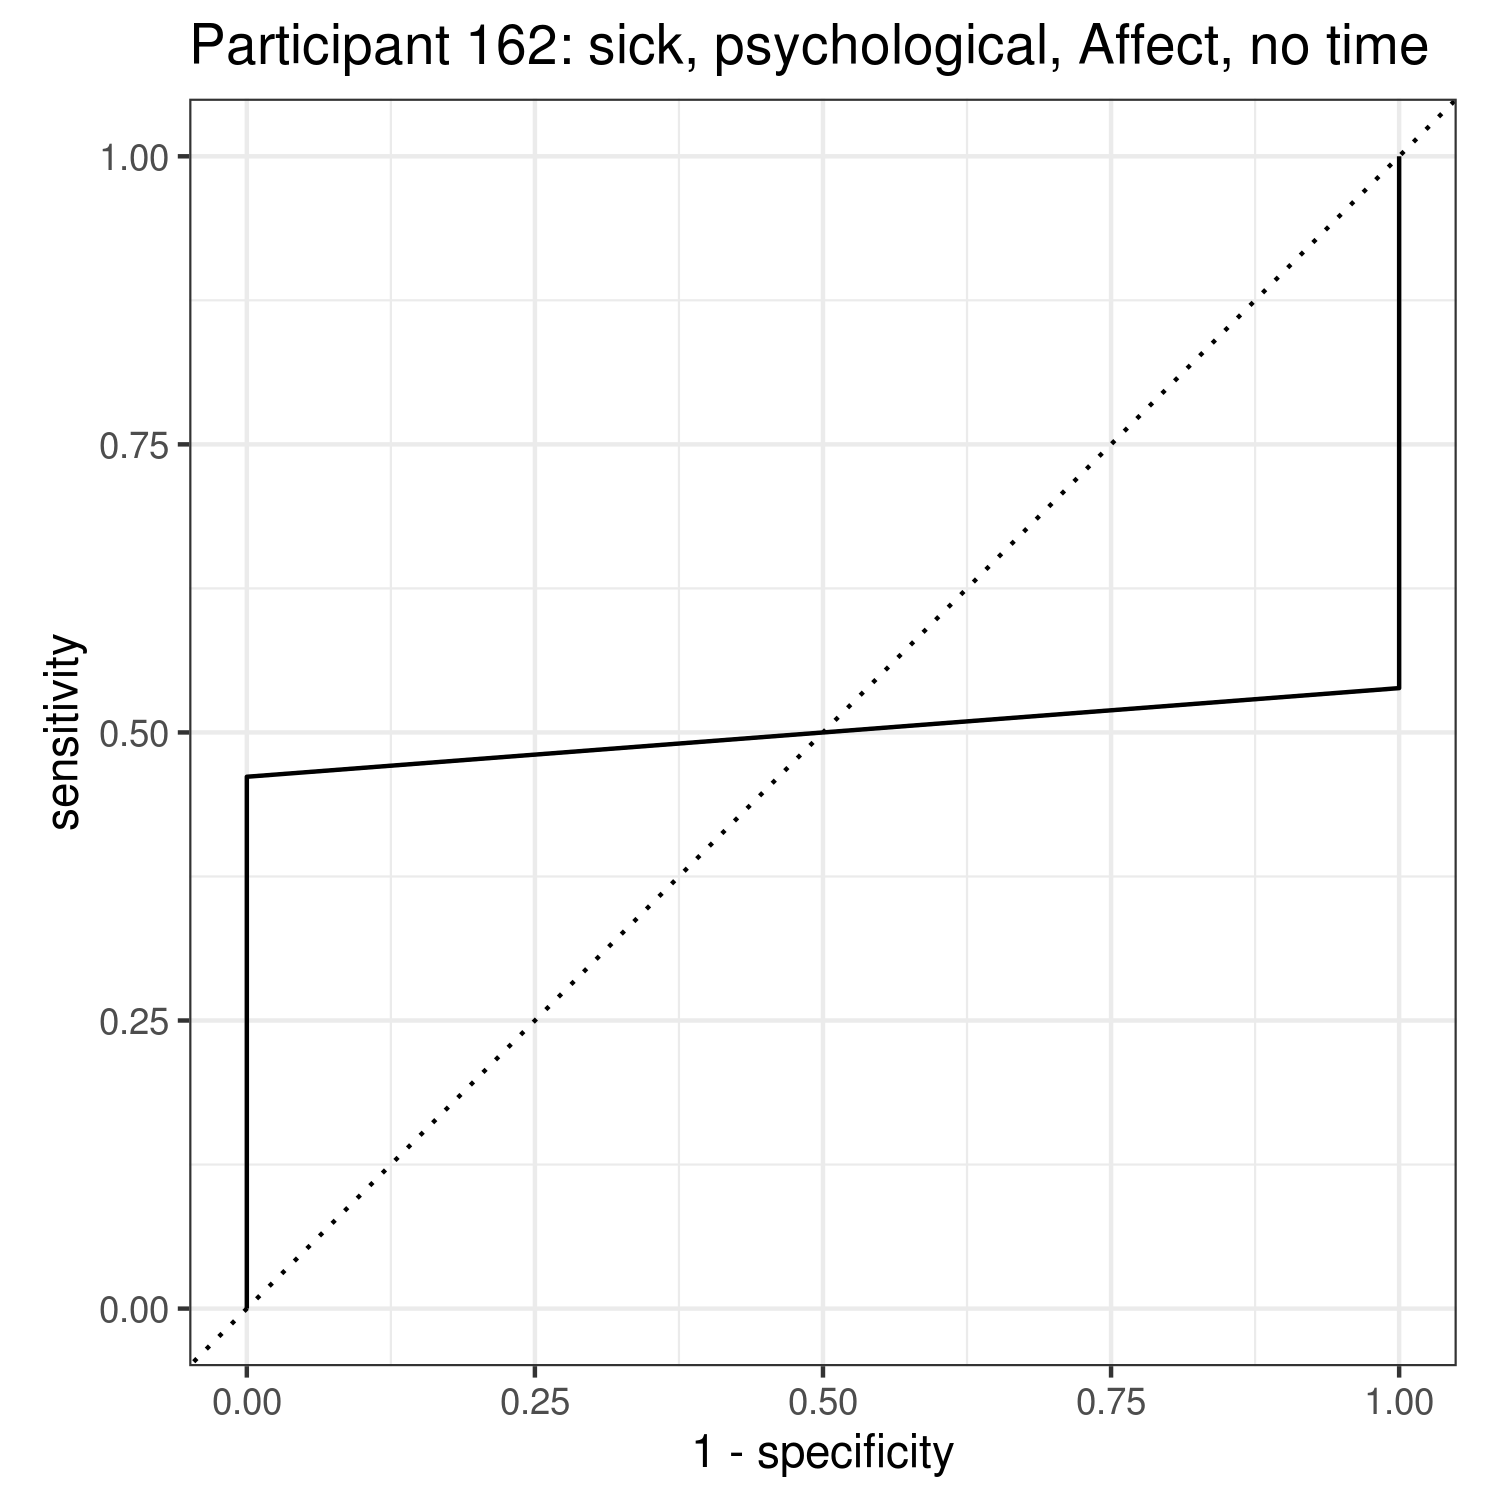 Participant 162: sick, psychological, Affect, no time
1.00
0.75
0.50
0.25
0.00
sensitivity
0.00 0.25 0.50 0.75 1.00
1 - specificity